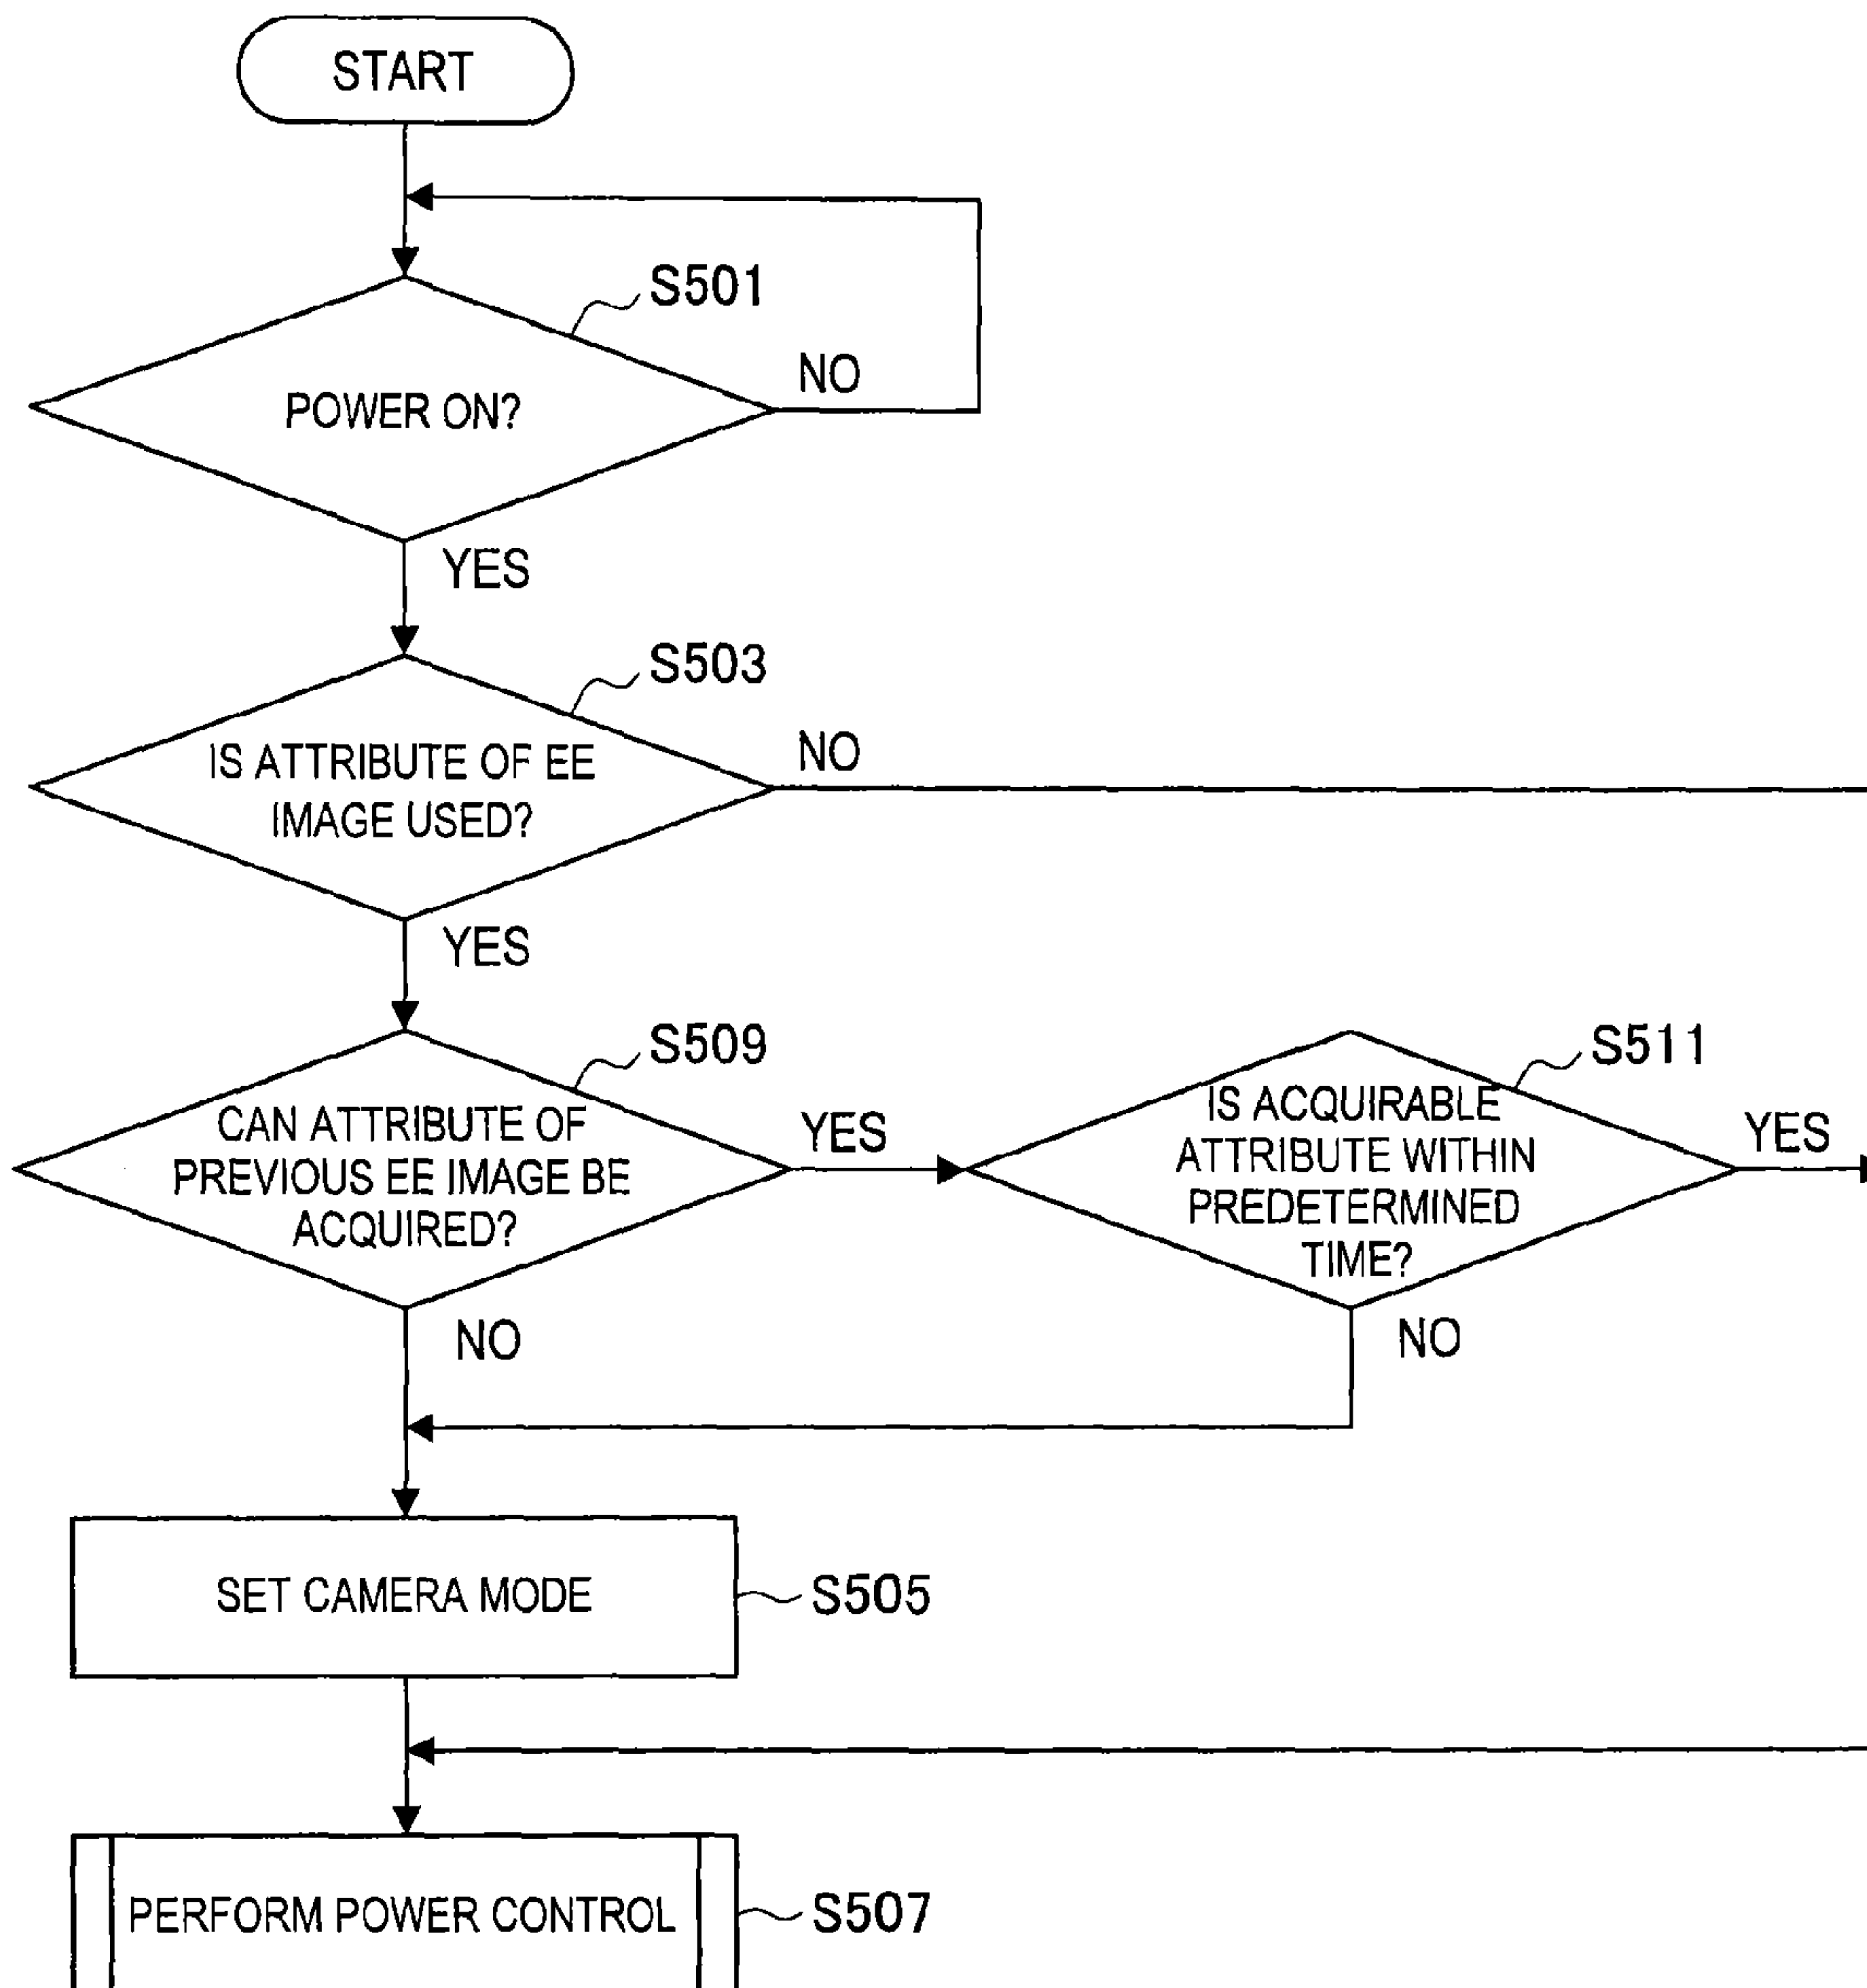 START
S501
POWER ON?
NO
YES
S503
IS ATTRIBUTE OF EE
IMAGE USED?
NO
YES
S509
CAN ATTRIBUTE OF
PREVIOUS EE IMAGE BE
ACQUIRED?
YES
NO
S511
IS ACQUIRABLE
ATTRIBUTE WITHIN
PREDETERMINED
TIME?
YES
NO
SET CAMERA MODE
S505
PERFORM POWER CONTROL
S507